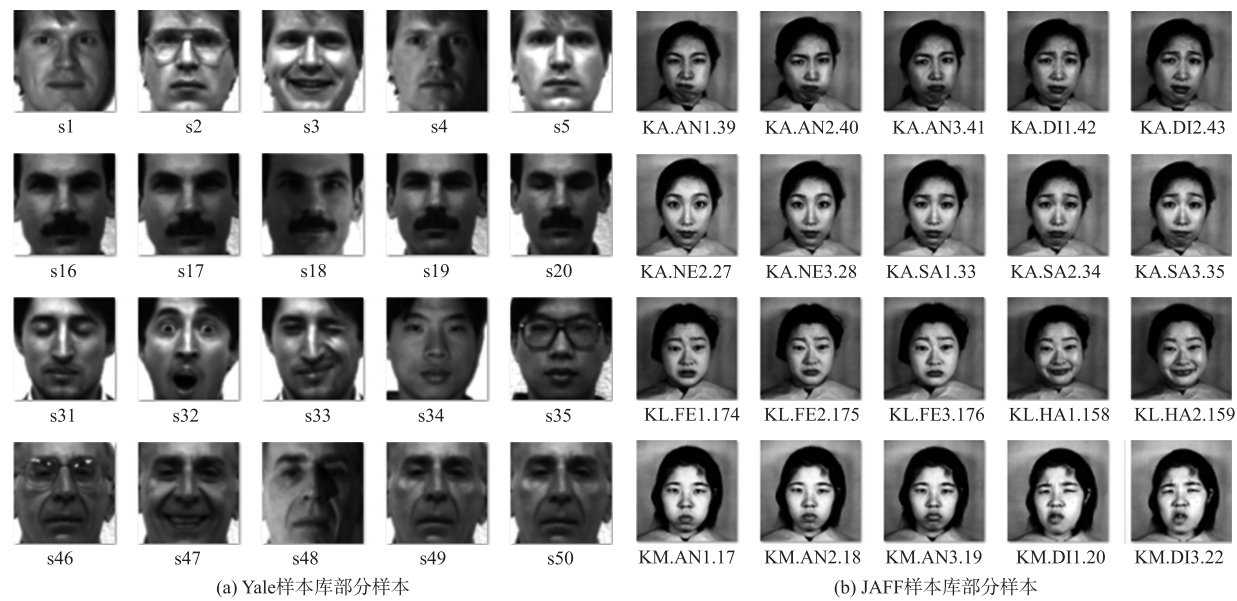 s1 s2 s3 s4 s5
KA.AN1.39 KA.AN2.40 KA.AN3.41 KA.DI1.42 KA.DI2.43
s16 s17 s18 s19 s20
KA.NE2.27 KA.NE3.28 KA.SA1.33 KA.SA2.34 KA.SA3.35
s31 s32 s33 s34 s35
KL.FE1.174 KL.FE2.175 KL.FE3.176 KL.HA1.158 KL.HA2.159
s46 s47 s48 s49 s50
KM.AN1.17 KM.AN2.18 KM.AN3.19 KM.DI1.20 KM.DI3.22
(a) Yale样本库部分样本
(b) JAFF样本库部分样本